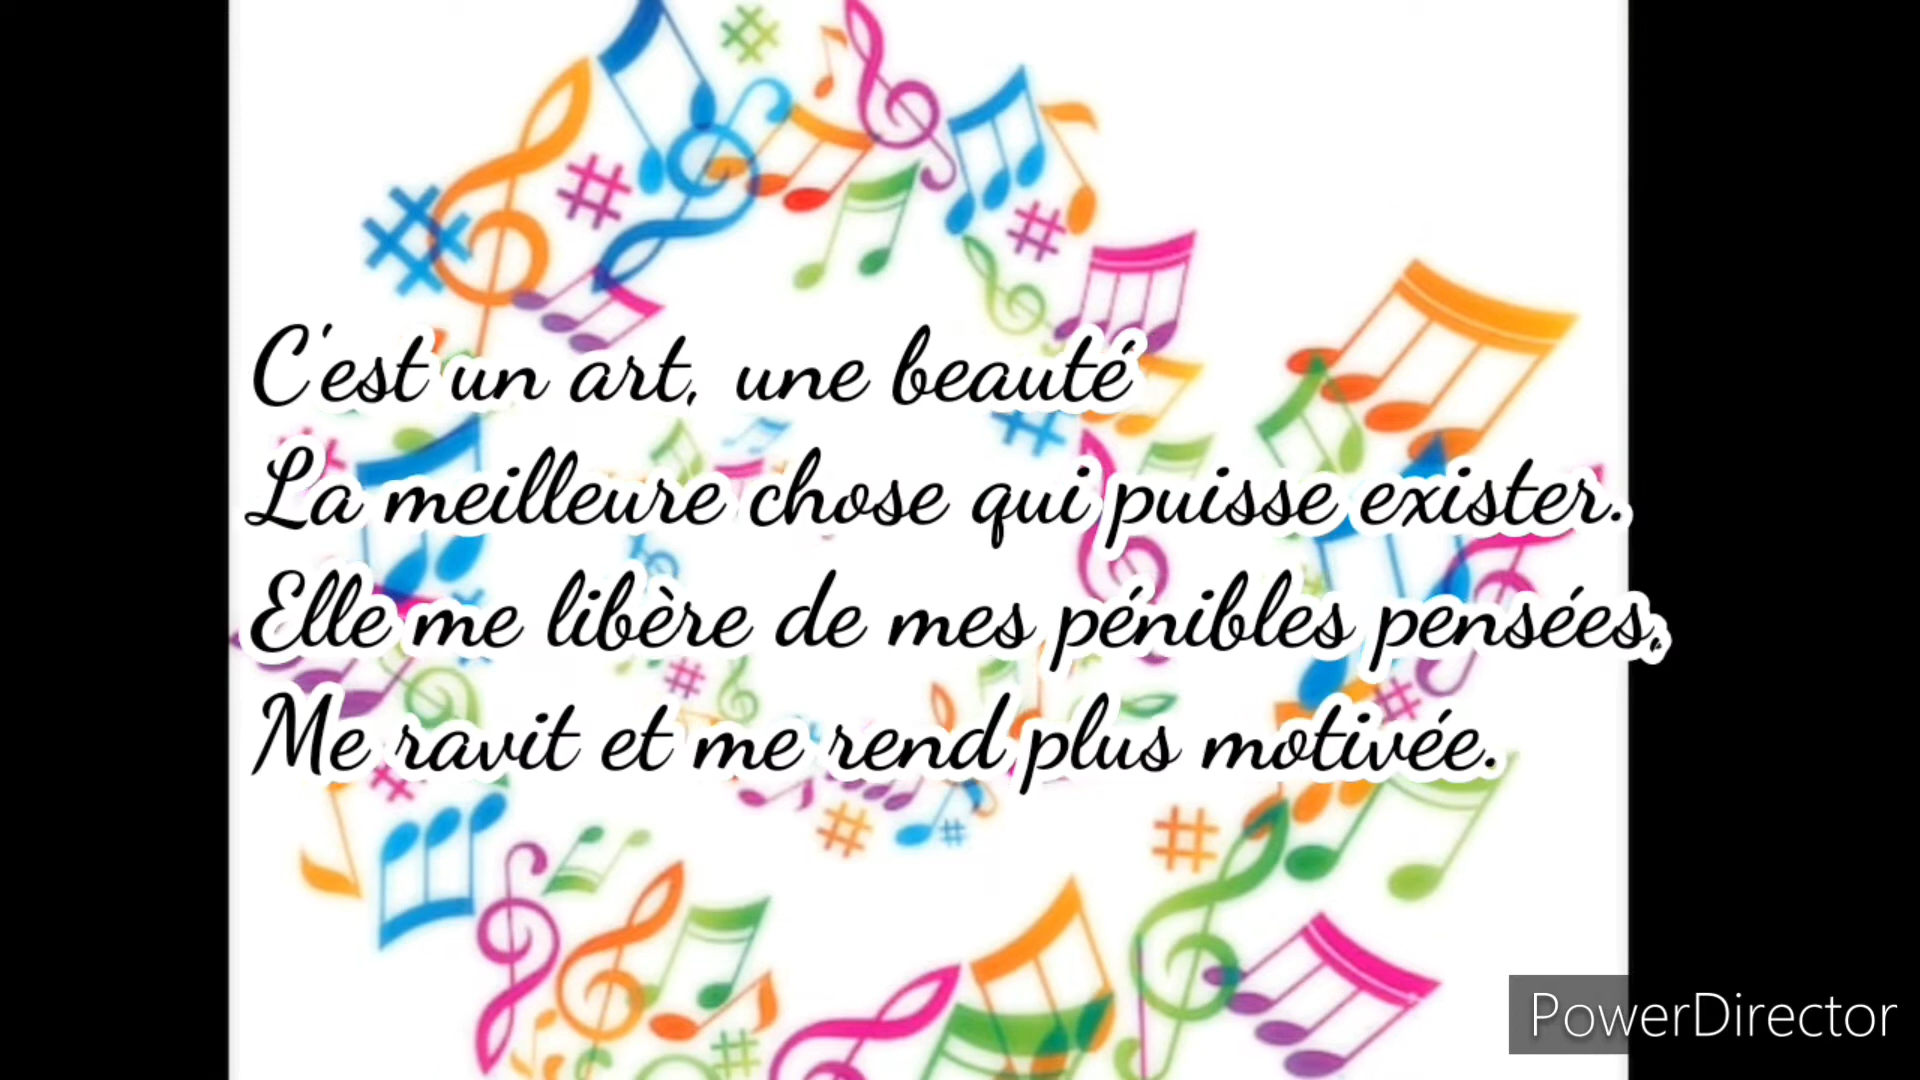 C'est un art, une beauté
La meilleure chose qui puisse exister.
Elle me libère de mes pénibles pensées,
Me ravit et me rend plus motivée.
PowerDirector